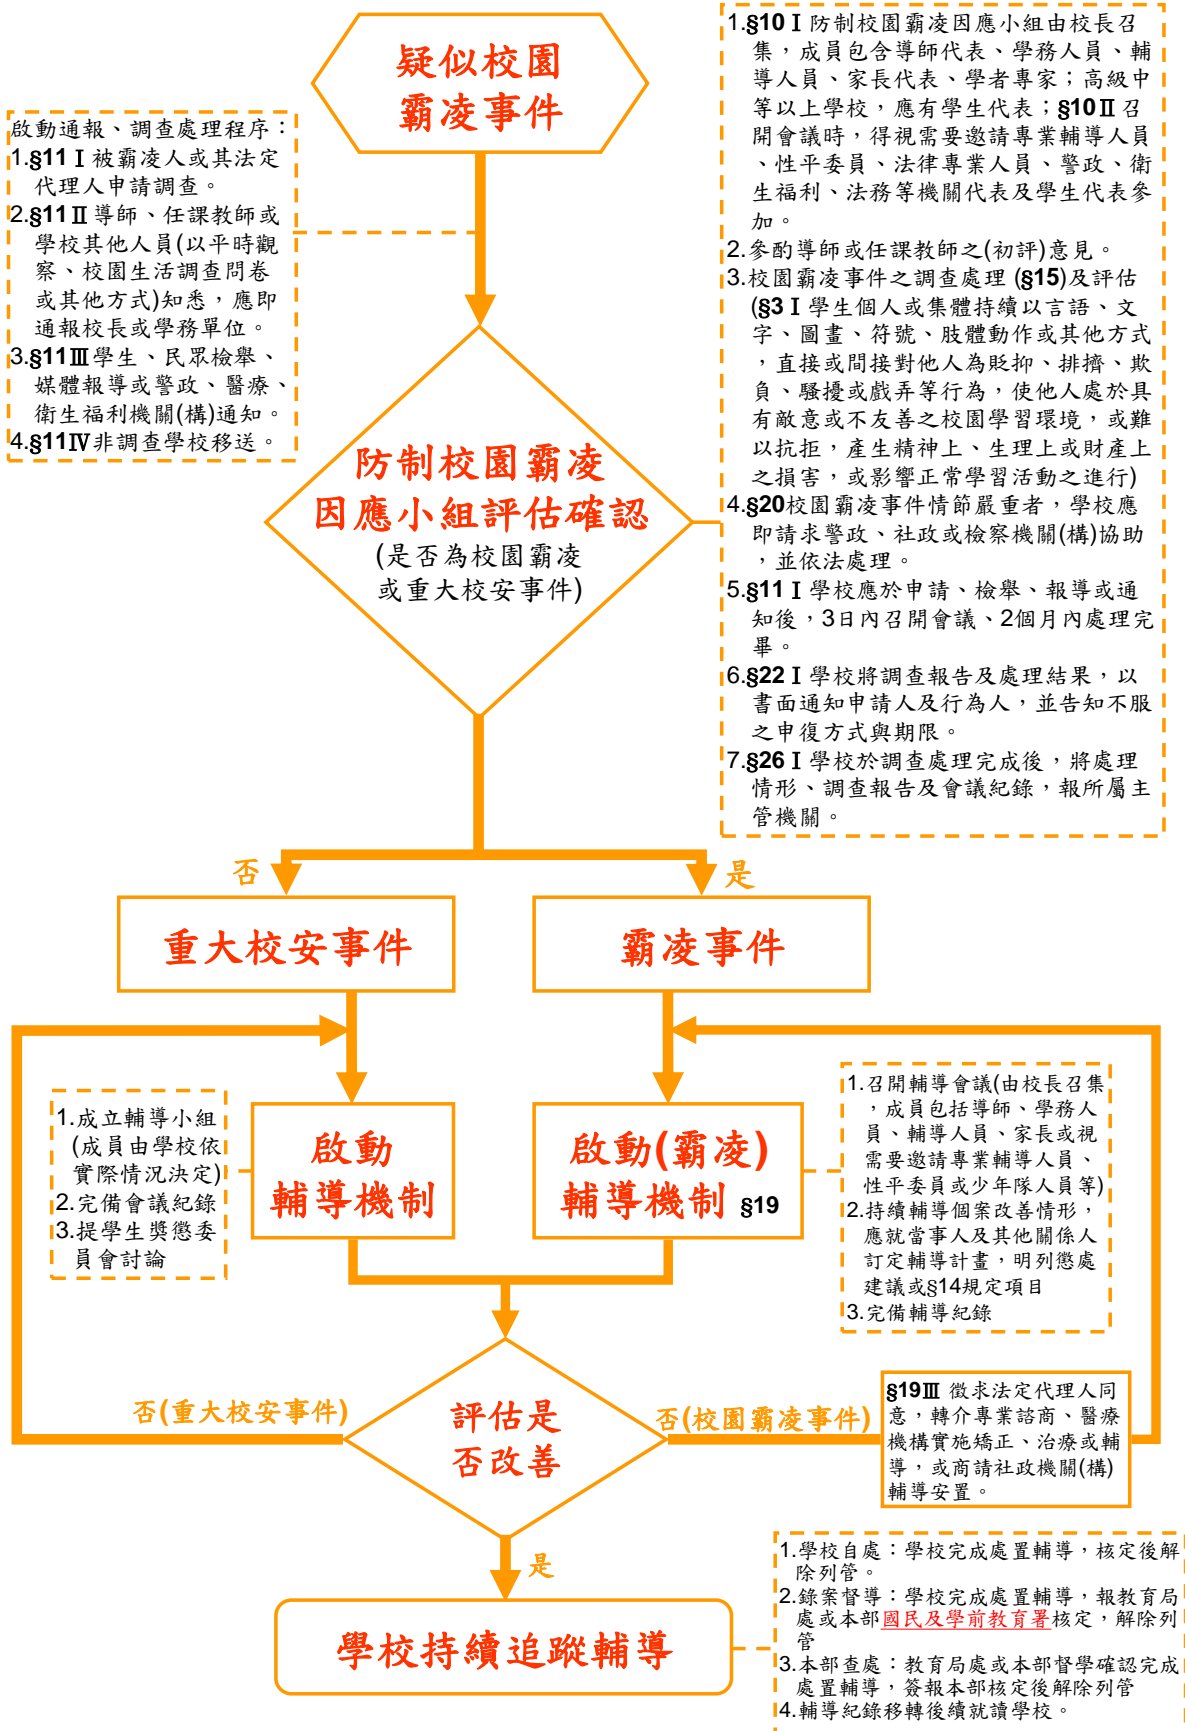 疑似校園
霸凌事件
啟動通報、調查處理程序：
1.§11Ⅰ被霸凌人或其法定
代理人申請調查。
2.§11Ⅱ導師、任課教師或
學校其他人員(以平時觀
察、校園生活調查問卷
或其他方式)知悉，應即
通報校長或學務單位。
3.§11Ⅲ學生、民眾檢舉、
媒體報導或警政、醫療、
衛生福利機關(構)通知。
4.§11Ⅳ非調查學校移送。
1.§10Ⅰ防制校園霸凌因應小組由校長召
集，成員包含導師代表、學務人員、輔
導人員、家長代表、學者專家；高級中
等以上學校，應有學生代表；§10Ⅱ召
開會議時，得視需要邀請專業輔導人員
、性平委員、法律專業人員、警政、衛
生福利、法務等機關代表及學生代表參
加。
2.參酌導師或任課教師之(初評)意見。
3.校園霸凌事件之調查處理 (§15)及評估
(§3Ⅰ學生個人或集體持續以言語、文
字、圖畫、符號、肢體動作或其他方式
，直接或間接對他人為貶抑、排擠、欺
負、騷擾或戲弄等行為，使他人處於具
有敵意或不友善之校園學習環境，或難
以抗拒，產生精神上、生理上或財產上
之損害，或影響正常學習活動之進行)
4.§20校園霸凌事件情節嚴重者，學校應
即請求警政、社政或檢察機關(構)協助
，並依法處理。
5.§11Ⅰ學校應於申請、檢舉、報導或通
知後，3日內召開會議、2個月內處理完
畢。
6.§22Ⅰ學校將調查報告及處理結果，以
書面通知申請人及行為人，並告知不服
之申復方式與期限。
7.§26Ⅰ學校於調查處理完成後，將處理
情形、調查報告及會議紀錄，報所屬主
管機關。
防制校園霸凌
因應小組評估確認
(是否為校園霸凌
或重大校安事件)
否
是
重大校安事件
霸凌事件
1.成立輔導小組
(成員由學校依
實際情況決定)
2.完備會議紀錄
3.提學生獎懲委
員會討論
啟動
輔導機制
啟動(霸凌)
輔導機制 §19
1.召開輔導會議(由校長召集
，成員包括導師、學務人
員、輔導人員、家長或視
需要邀請專業輔導人員、
性平委員或少年隊人員等)
2.持續輔導個案改善情形，
應就當事人及其他關係人
訂定輔導計畫，明列懲處
建議或§14規定項目
3.完備輔導紀錄
否(重大校安事件)
評估是
否改善
否(校園霸凌事件)
§19Ⅲ 徵求法定代理人同
意，轉介專業諮商、醫療
機構實施矯正、治療或輔
導，或商請社政機關(構)
輔導安置。
是
學校持續追蹤輔導
1.學校自處：學校完成處置輔導，核定後解
除列管。
2.錄案督導：學校完成處置輔導，報教育局
處或本部國民及學前教育署核定，解除列
管
3.本部查處：教育局處或本部督學確認完成
處置輔導，簽報本部核定後解除列管
4.輔導紀錄移轉後續就讀學校。